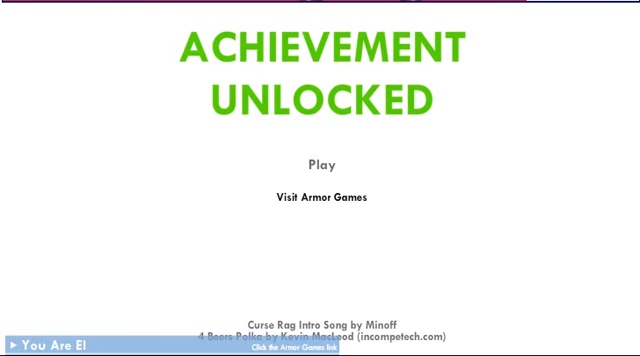 ACHIEVEMENT
UNLOCKED
Play
Visit Armor Games
Curse Rag Intro Song by Minoff
4 Beers Polka by Kevin MacLeod (incompetech.com)
You Are El
Click the Armor Games link